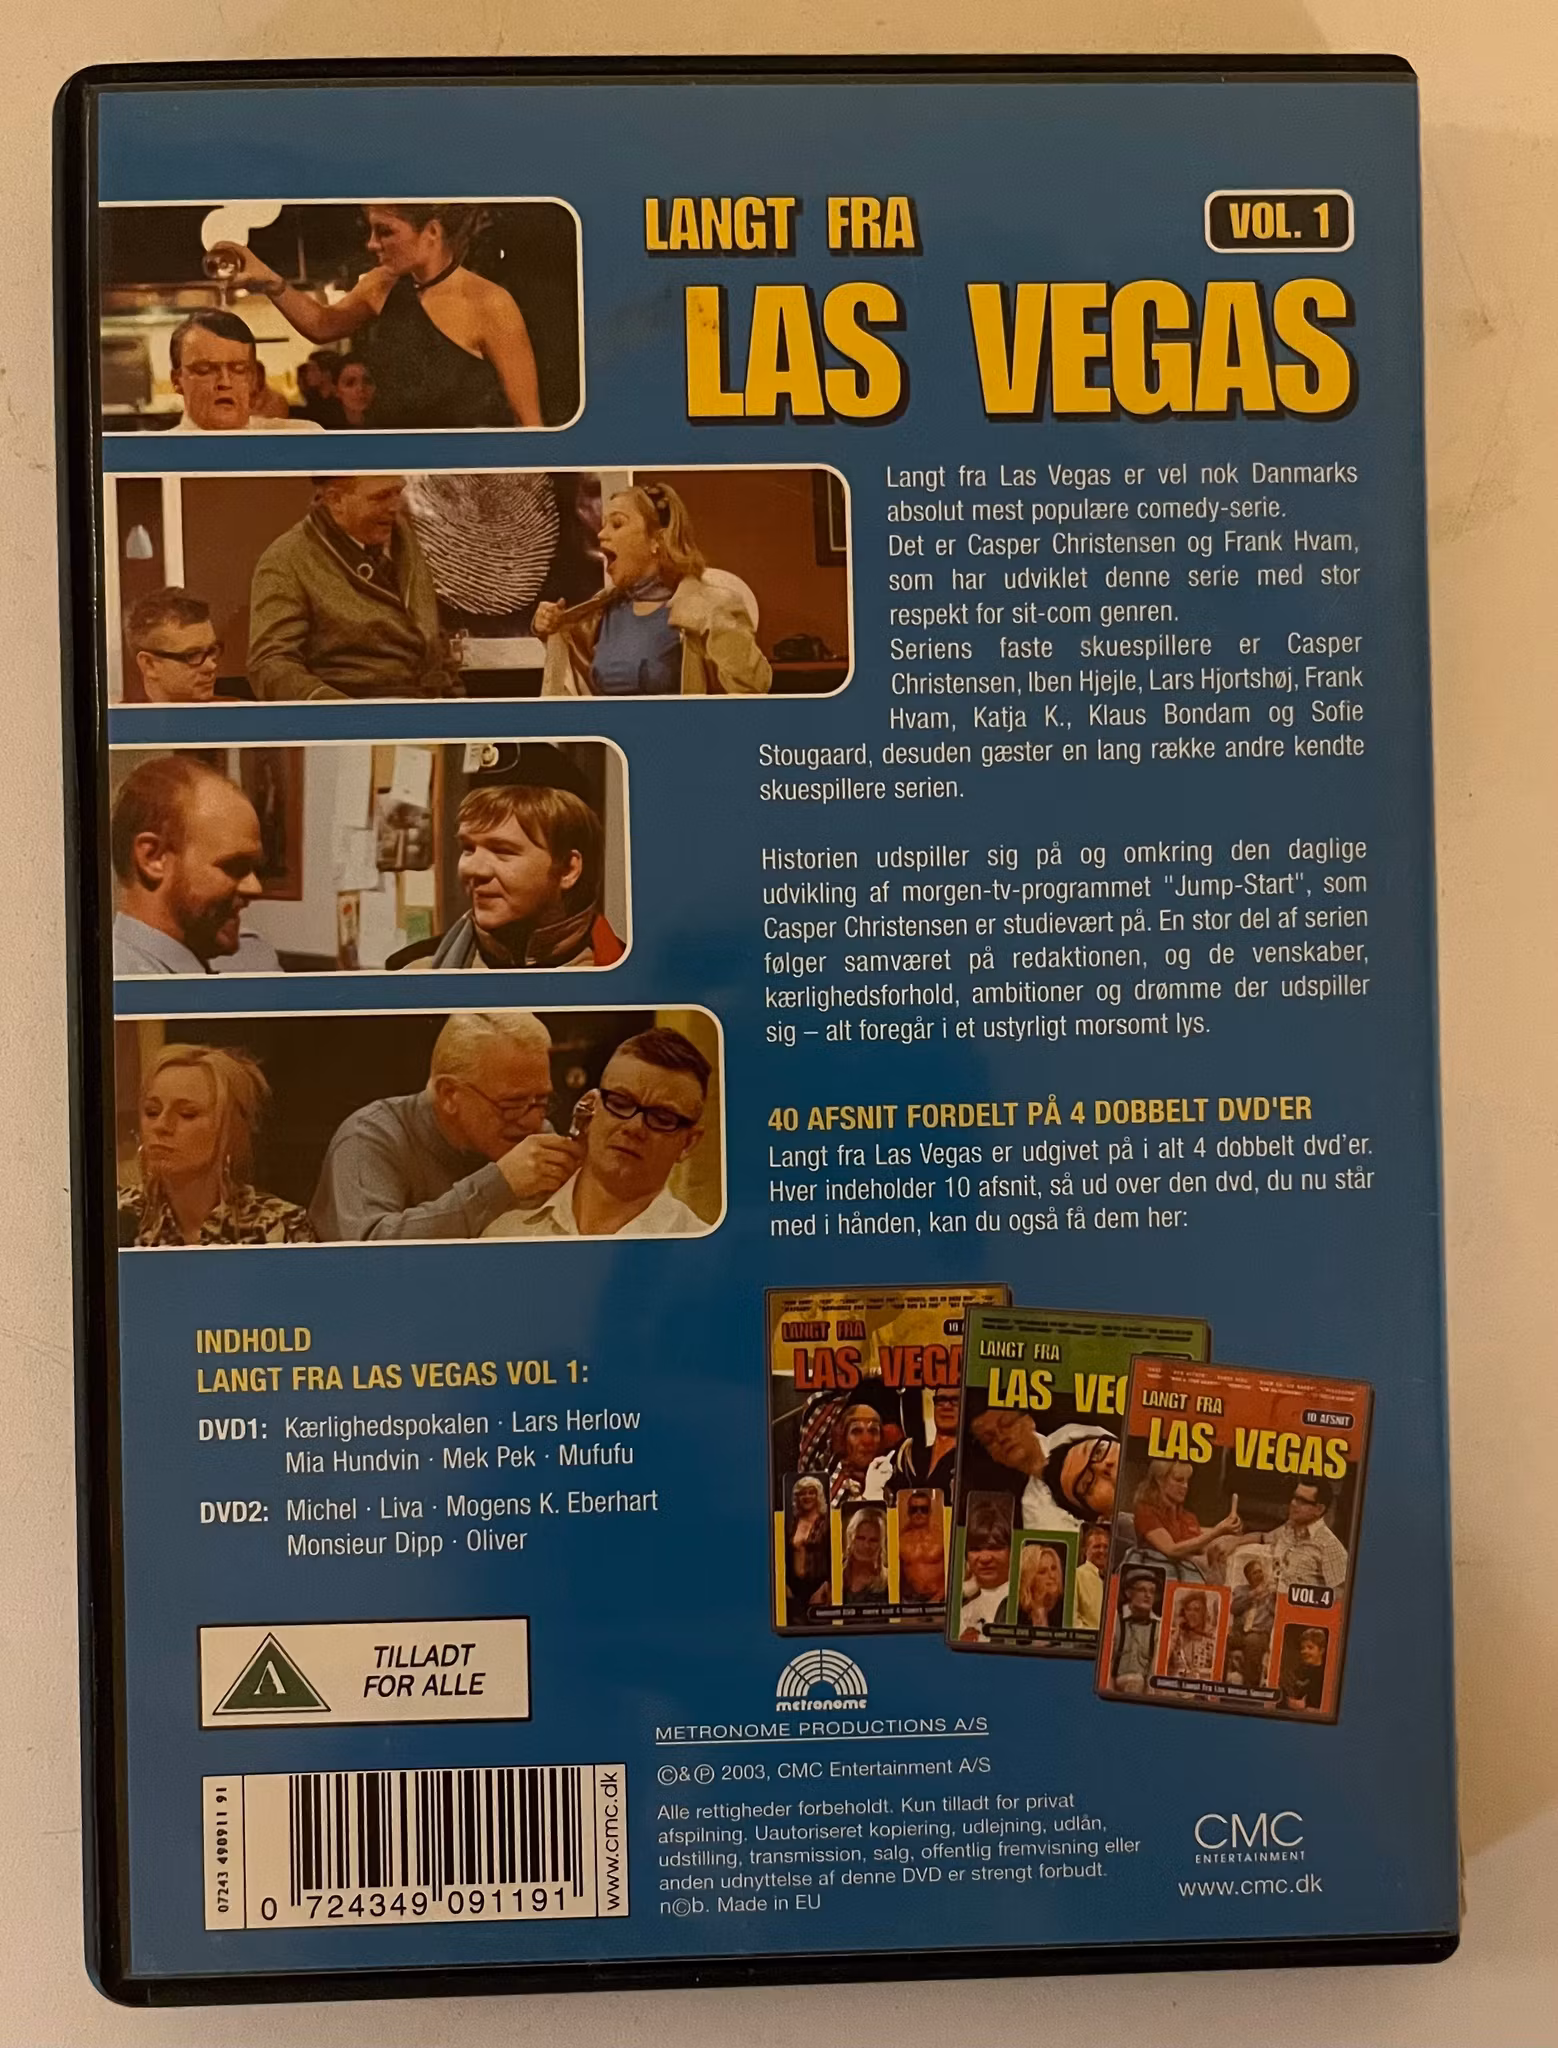 LANGT FRA
VOL. 1
LAS VEGAS
Langt fra Las Vegas er vel nok Danmarks
absolut mest populære comedy-serie.
Det er Casper Christensen og Frank Hvam,
som har udviklet denne serie med stor
respekt for sit-com genren.
Seriens faste skuespillere er Casper
Christensen, Iben Hjejle, Lars Hjortshøj, Frank
Hvam, Katja K., Klaus Bondam og Sofie
Stougaard, desuden gæster en lang række andre kendte
skuespillere serien.
Historien udspiller sig på og omkring den daglige
udvikling af morgen-tv-programmet "Jump-Start", som
Casper Christensen er studievært på. En stor del af serien
følger samværet på redaktionen, og de venskaber,
kærlighedsforhold, ambitioner og drømme der udspiller
sig – alt foregår i et ustyrligt morsomt lys.
40 AFSNIT FORDELT PÅ 4 DOBBELT DVD'ER
Langt fra Las Vegas er udgivet på i alt 4 dobbelt dvd'er.
Hver indeholder 10 afsnit, så ud over den dvd, du nu står
med i hånden, kan du også få dem her:
INDHOLD
LANGT FRA LAS VEGAS VOL 1:
DVD1: Kærlighedspokalen · Lars Herlow
Mia Hundvin · Mek Pek · Mufufu
DVD2: Michel · Liva · Mogens K. Eberhart
Monsieur Dipp · Oliver
LANGT FRA
LAS VEGA
LANGT FRA
LAS VEG
LANGT FRA
10 AFSNIT
LAS VEGAS
VOL. 4
BONUS: Langt Fra Las Vegas Special
A
TILLADT
FOR ALLE
metronome
METRONOME PRODUCTIONS A/S
©&℗ 2003, CMC Entertainment A/S
Alle rettigheder forbeholdt. Kun tilladt for privat
afspilning. Uautoriseret kopiering, udlejning, udlån,
udstilling, transmission, salg, offentlig fremvisning eller
anden udnyttelse af denne DVD er strengt forbudt.
n©b. Made in EU
CMC
ENTERTAINMENT
www.cmc.dk
07243 490911 91
0 724349 091191
www.cmc.dk